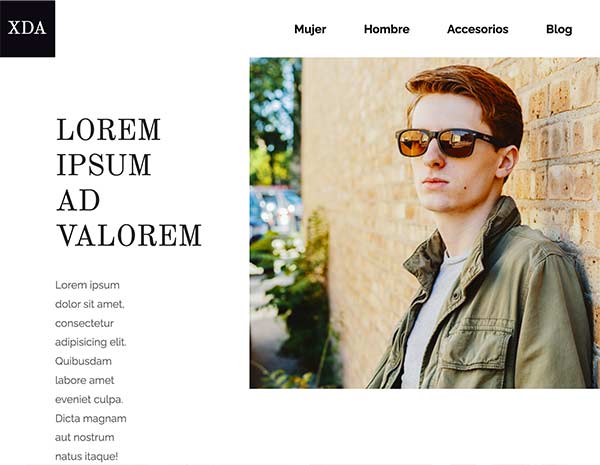 XDA
Mujer Hombre Accesorios Blog
LOREM
IPSUM
AD
VALOREM
Lorem ipsum
dolor sit amet,
consectetur
adipisicing elit.
Quibusdam
labore amet
eveniet culpa.
Dicta magnam
aut nostrum
natus itaque!